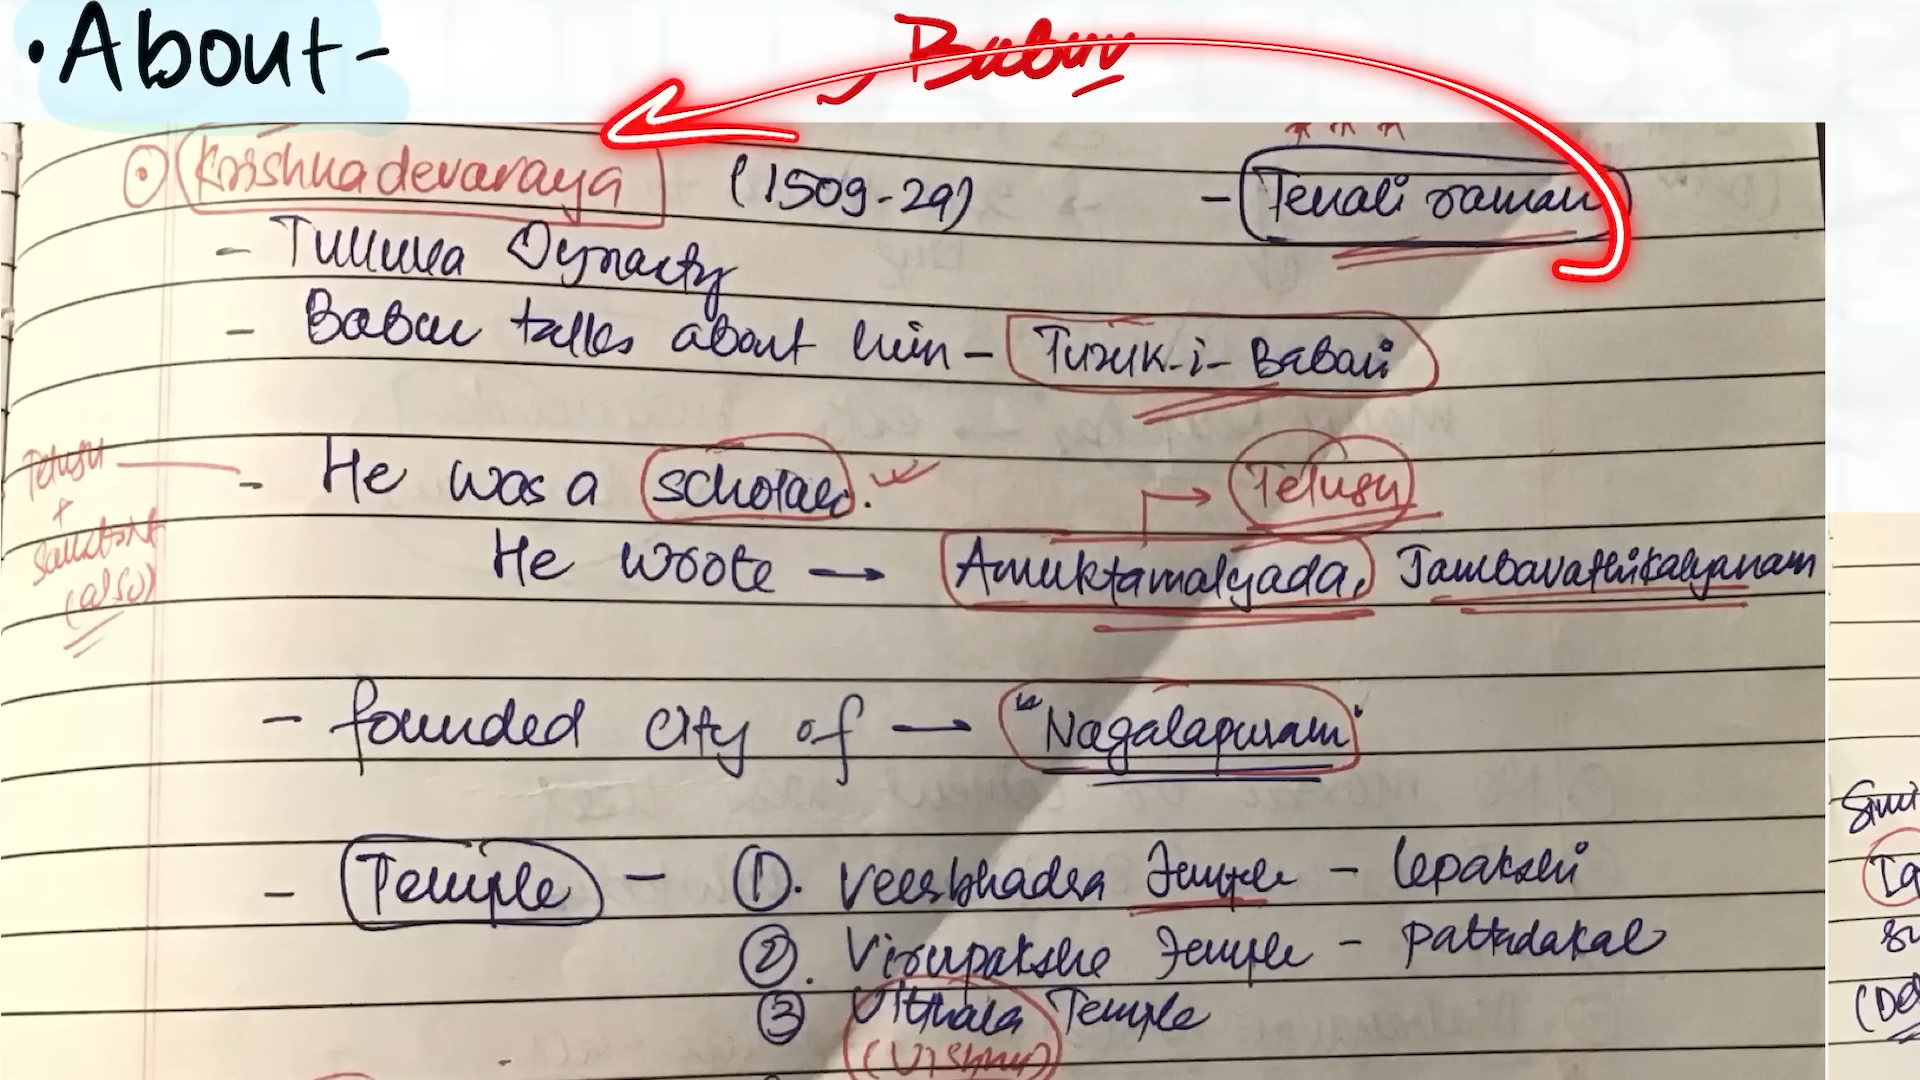 • About -
Babur
Krishnadevaraya (1509-29) - Tenali raman
- Tuluva Dynasty
- Babur talks about him - Tuzuk-i-Babari
Telugu + Sanskrit (also)
- He was a scholar. Telugu
He wrote → Amuktamalyada, Jambavathikalyanam
- founded city of → "Nagalapuram"
- Temple - ①. Veerbhadra Temple - lepakshi
②. Virupaksha Temple - Pattadakal
③ Vitthala Temple
(Vishnu)